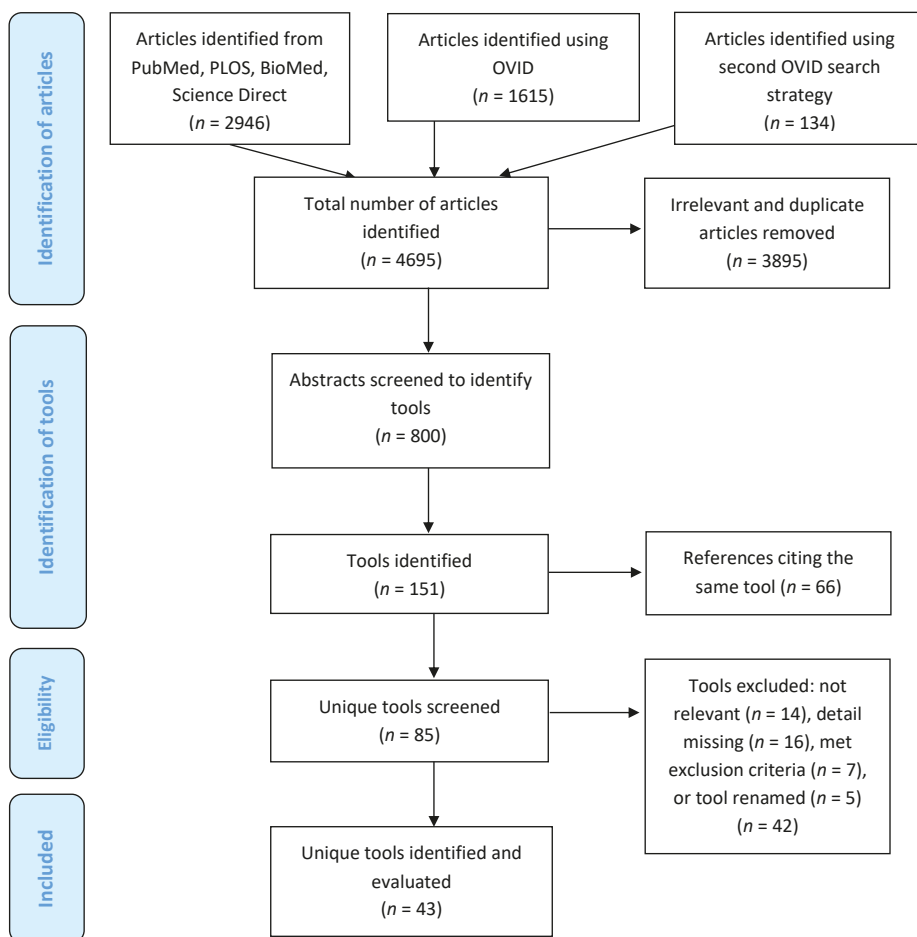 Identification of articles
Articles identified from
PubMed, PLOS, BioMed,
Science Direct
(n = 2946)
Articles identified using
OVID
(n = 1615)
Articles identified using
second OVID search
strategy
(n = 134)
Total number of articles
identified
(n = 4695)
Irrelevant and duplicate
articles removed
(n = 3895)
Identification of tools
Abstracts screened to identify
tools
(n = 800)
Tools identified
(n = 151)
References citing the
same tool (n = 66)
Eligibility
Unique tools screened
(n = 85)
Tools excluded: not
relevant (n = 14), detail
missing (n = 16), met
exclusion criteria (n = 7),
or tool renamed (n = 5)
(n = 42)
Included
Unique tools identified and
evaluated
(n = 43)